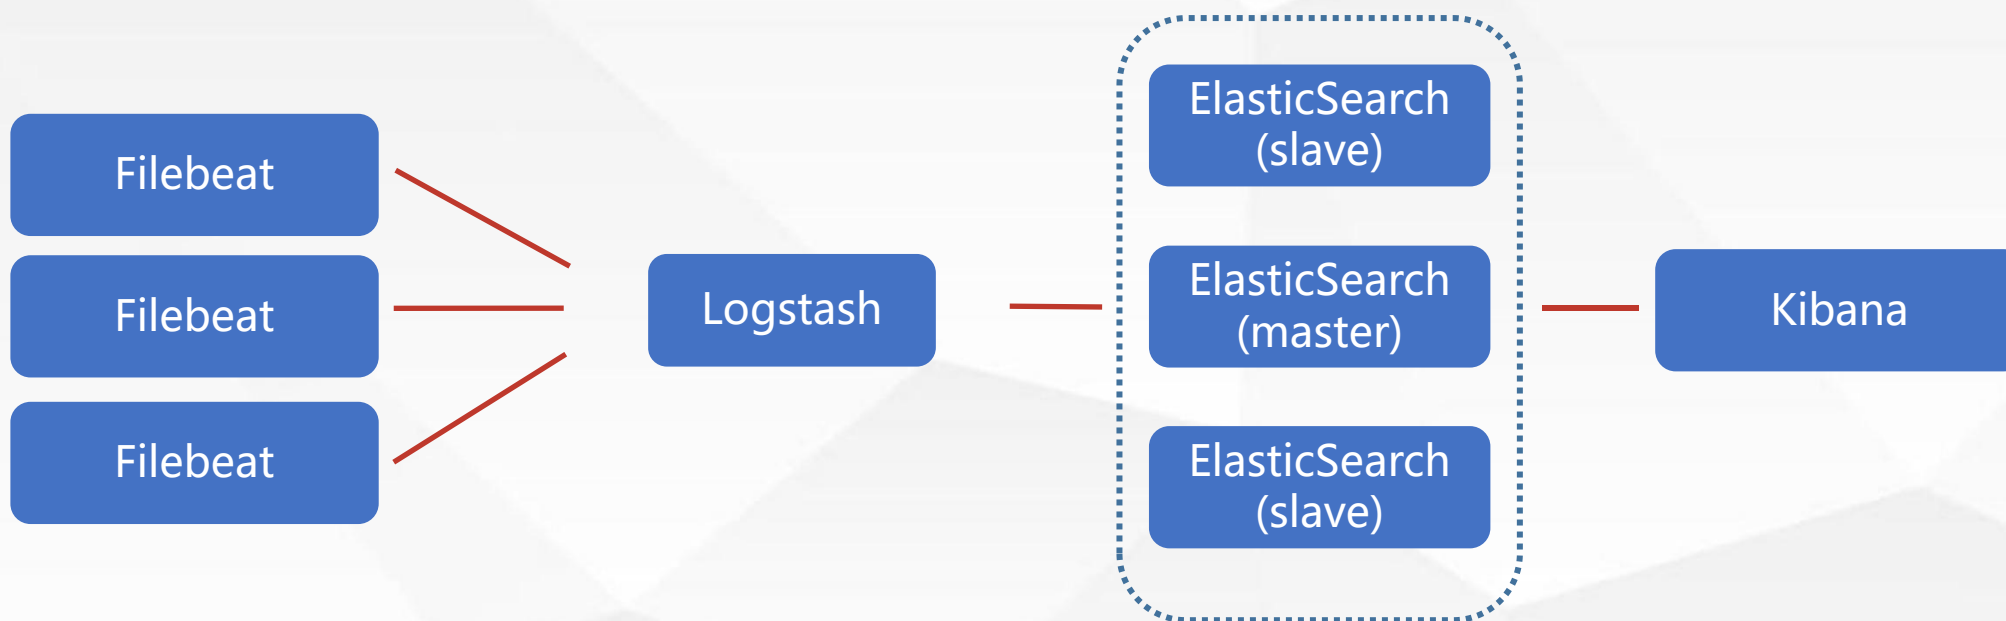 Filebeat
Filebeat
Filebeat
Logstash
ElasticSearch
(slave)
ElasticSearch
(master)
ElasticSearch
(slave)
Kibana